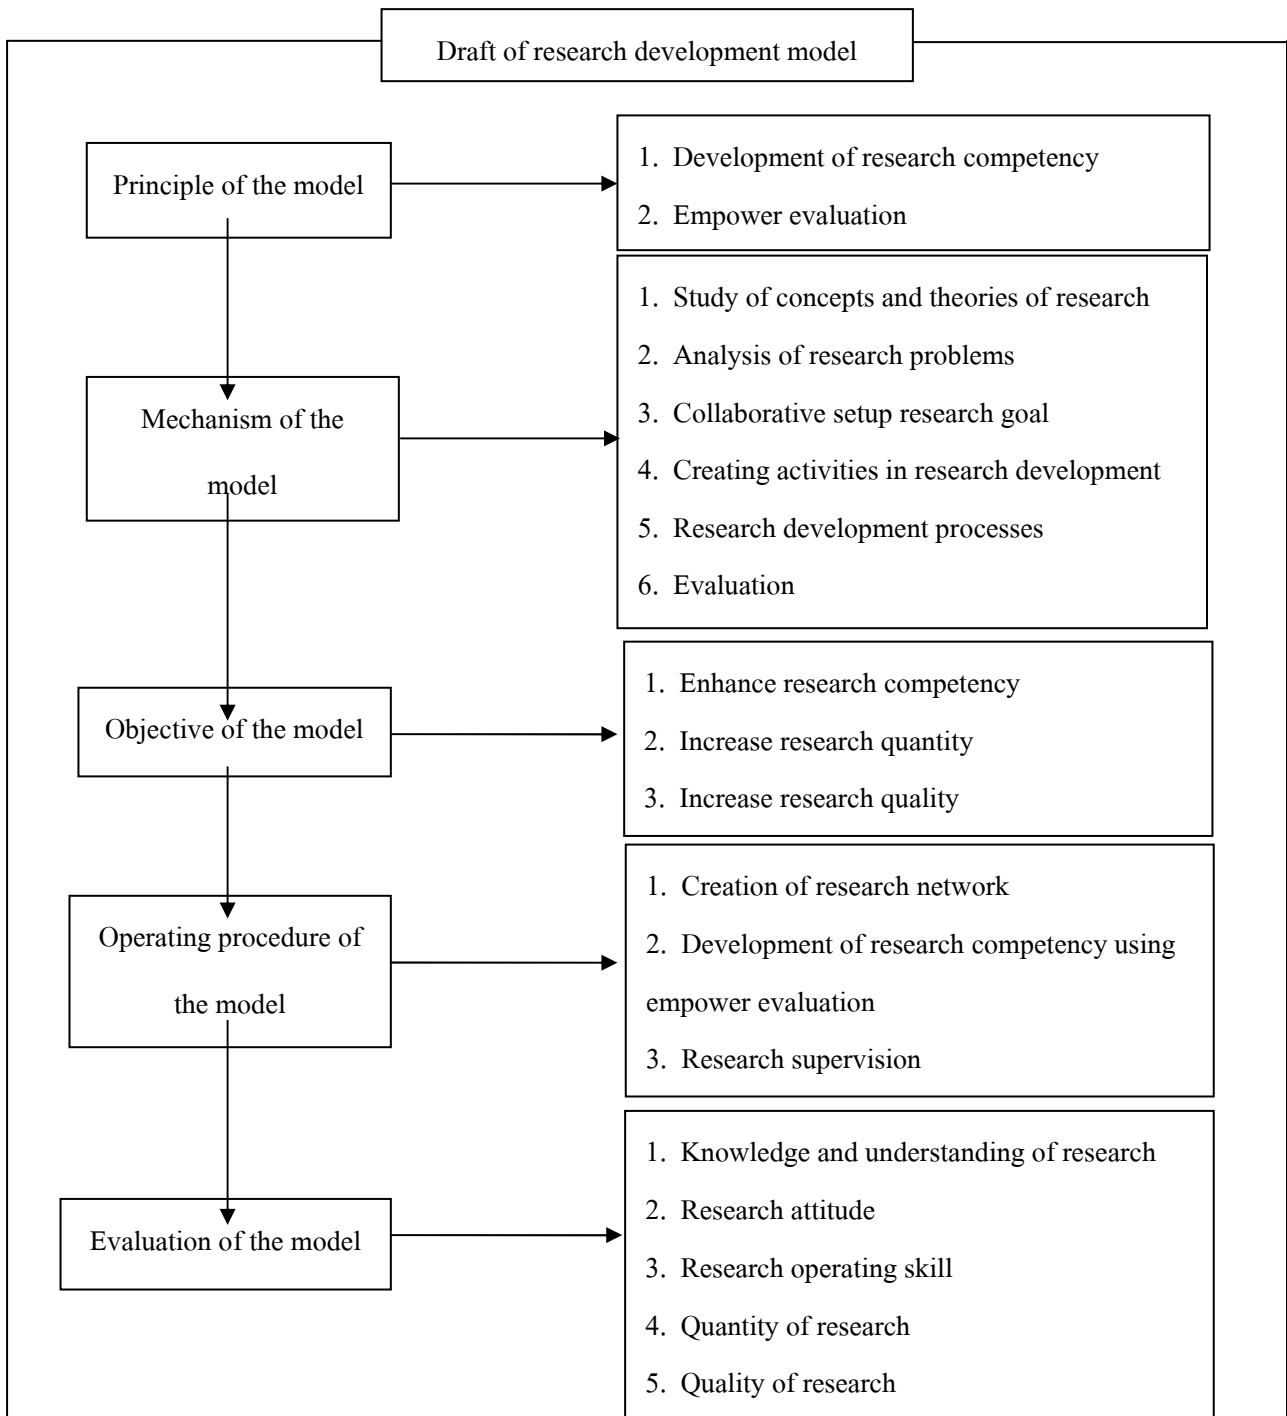 Draft of research development model
Principle of the model
1. Development of research competency
2. Empower evaluation
Mechanism of the
model
1. Study of concepts and theories of research
2. Analysis of research problems
3. Collaborative setup research goal
4. Creating activities in research development
5. Research development processes
6. Evaluation
Objective of the model
1. Enhance research competency
2. Increase research quantity
3. Increase research quality
Operating procedure of
the model
1. Creation of research network
2. Development of research competency using
empower evaluation
3. Research supervision
Evaluation of the model
1. Knowledge and understanding of research
2. Research attitude
3. Research operating skill
4. Quantity of research
5. Quality of research